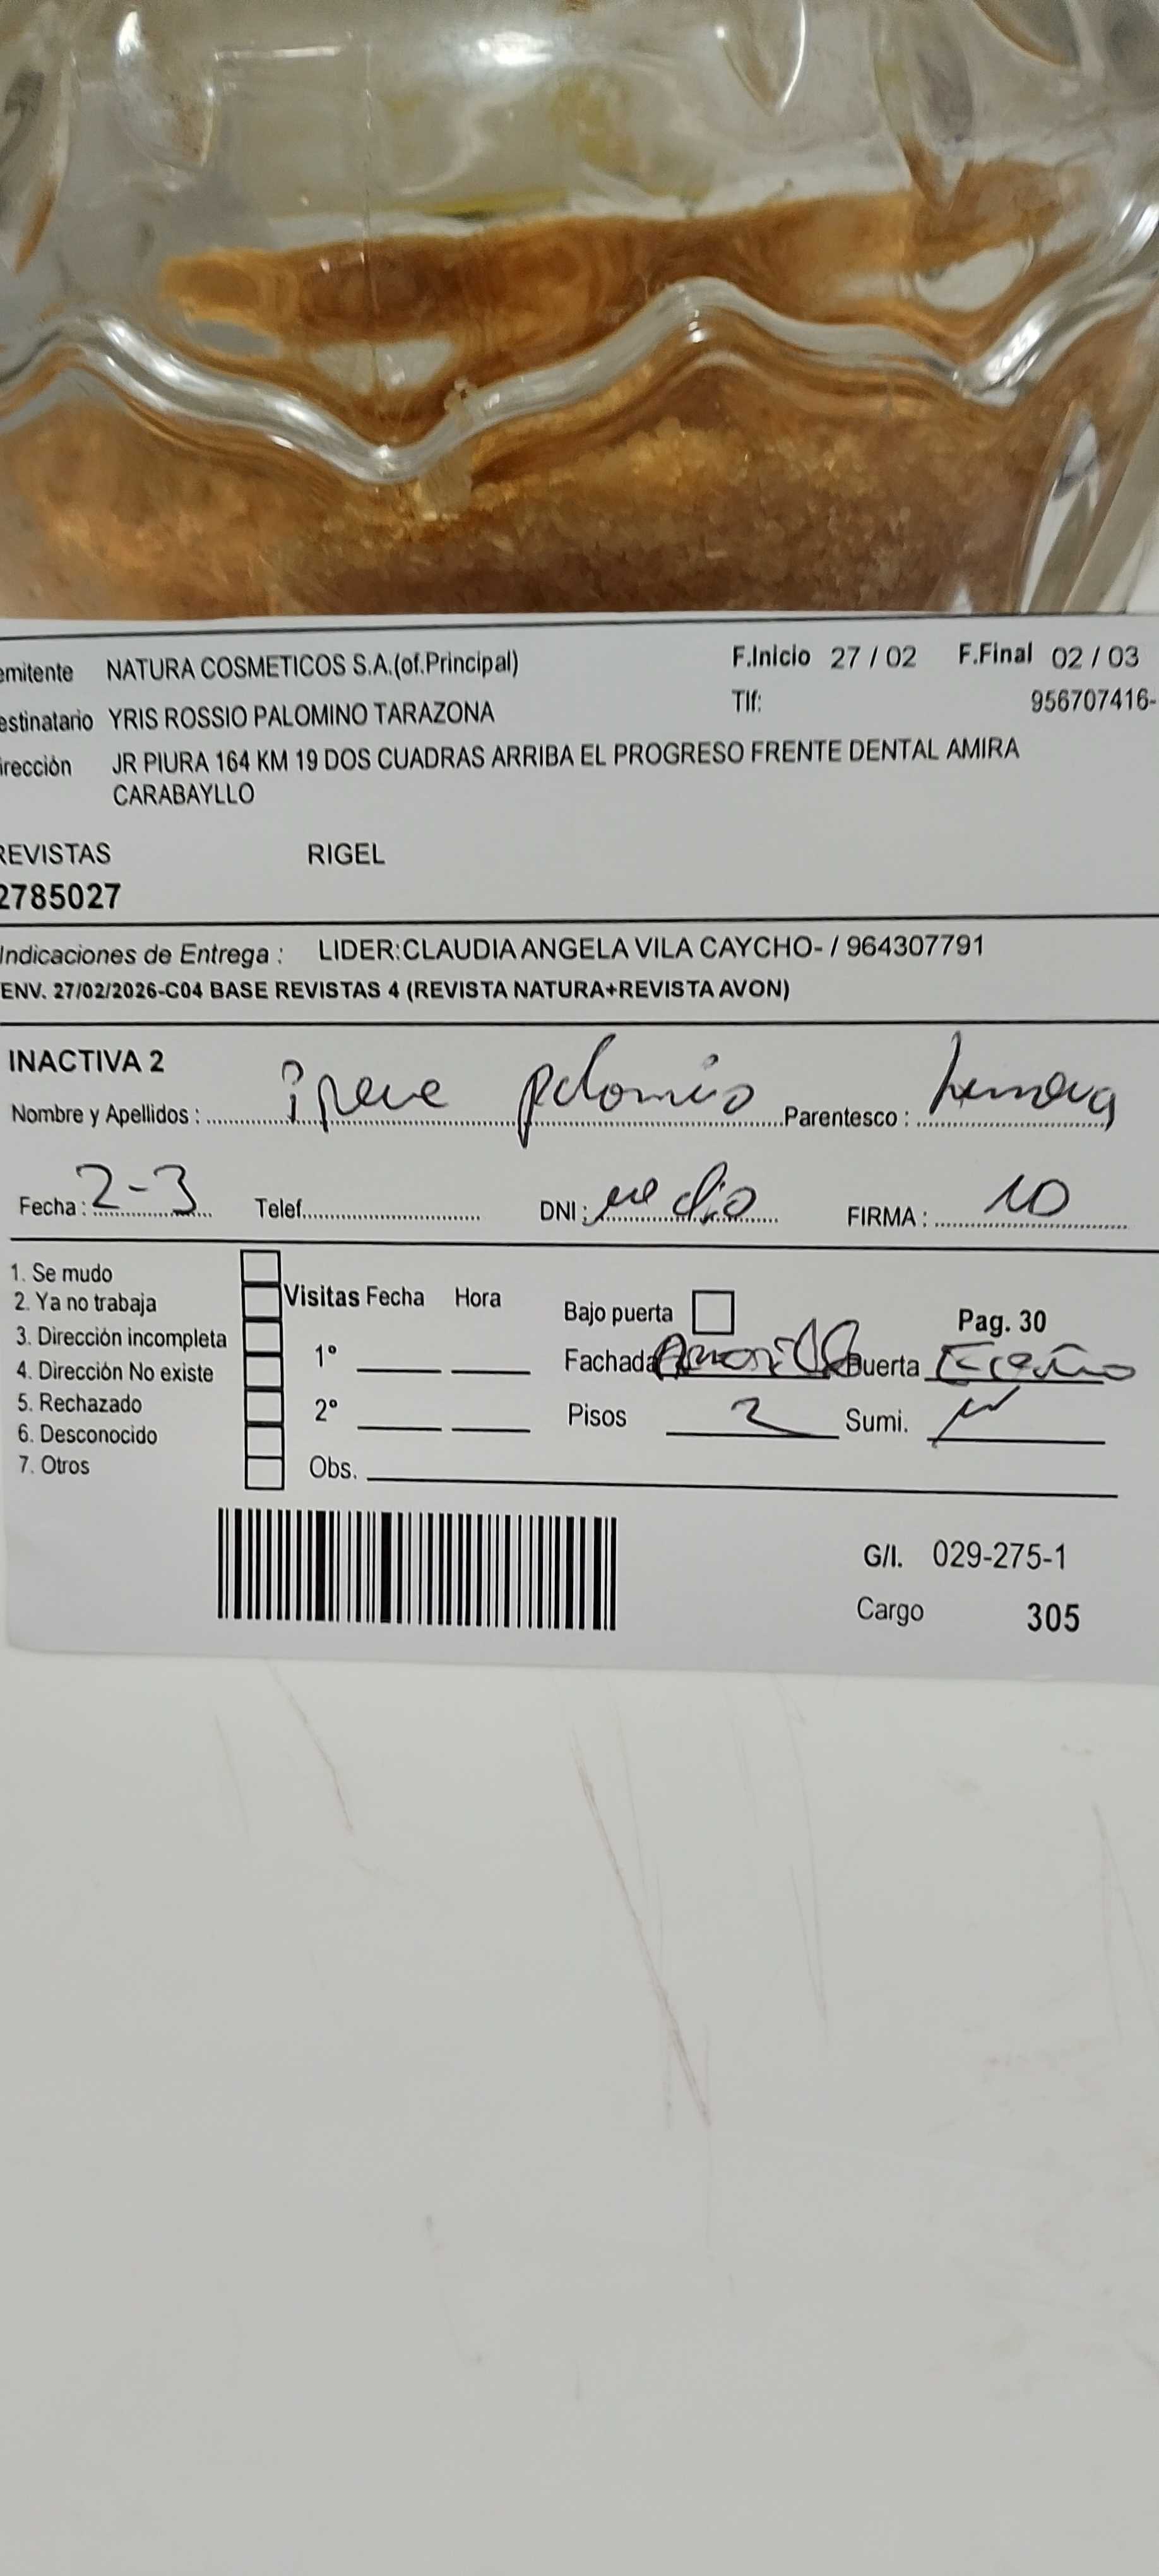 emitente NATURA COSMETICOS S.A.(of.Principal) F.Inicio 27 / 02 F.Final 02 / 03
estinatario YRIS ROSSIO PALOMINO TARAZONA Tlf: 956707416-
irección JR PIURA 164 KM 19 DOS CUADRAS ARRIBA EL PROGRESO FRENTE DENTAL AMIRA
CARABAYLLO
REVISTAS RIGEL
2785027
Indicaciones de Entrega : LIDER:CLAUDIA ANGELA VILA CAYCHO- / 964307791
ENV. 27/02/2026-C04 BASE REVISTAS 4 (REVISTA NATURA+REVISTA AVON)
INACTIVA 2
Nombre y Apellidos : irene palomino Parentesco :
Fecha : 2-3 Telef. DNI : no dio FIRMA : NO
1. Se mudo
2. Ya no trabaja
3. Dirección incompleta
4. Dirección No existe
5. Rechazado
6. Desconocido
7. Otros
Visitas Fecha Hora
1°
2°
Obs.
Bajo puerta Pag. 30
Fachada Puerta
Pisos 2 Sumi.
G/I. 029-275-1
Cargo 305